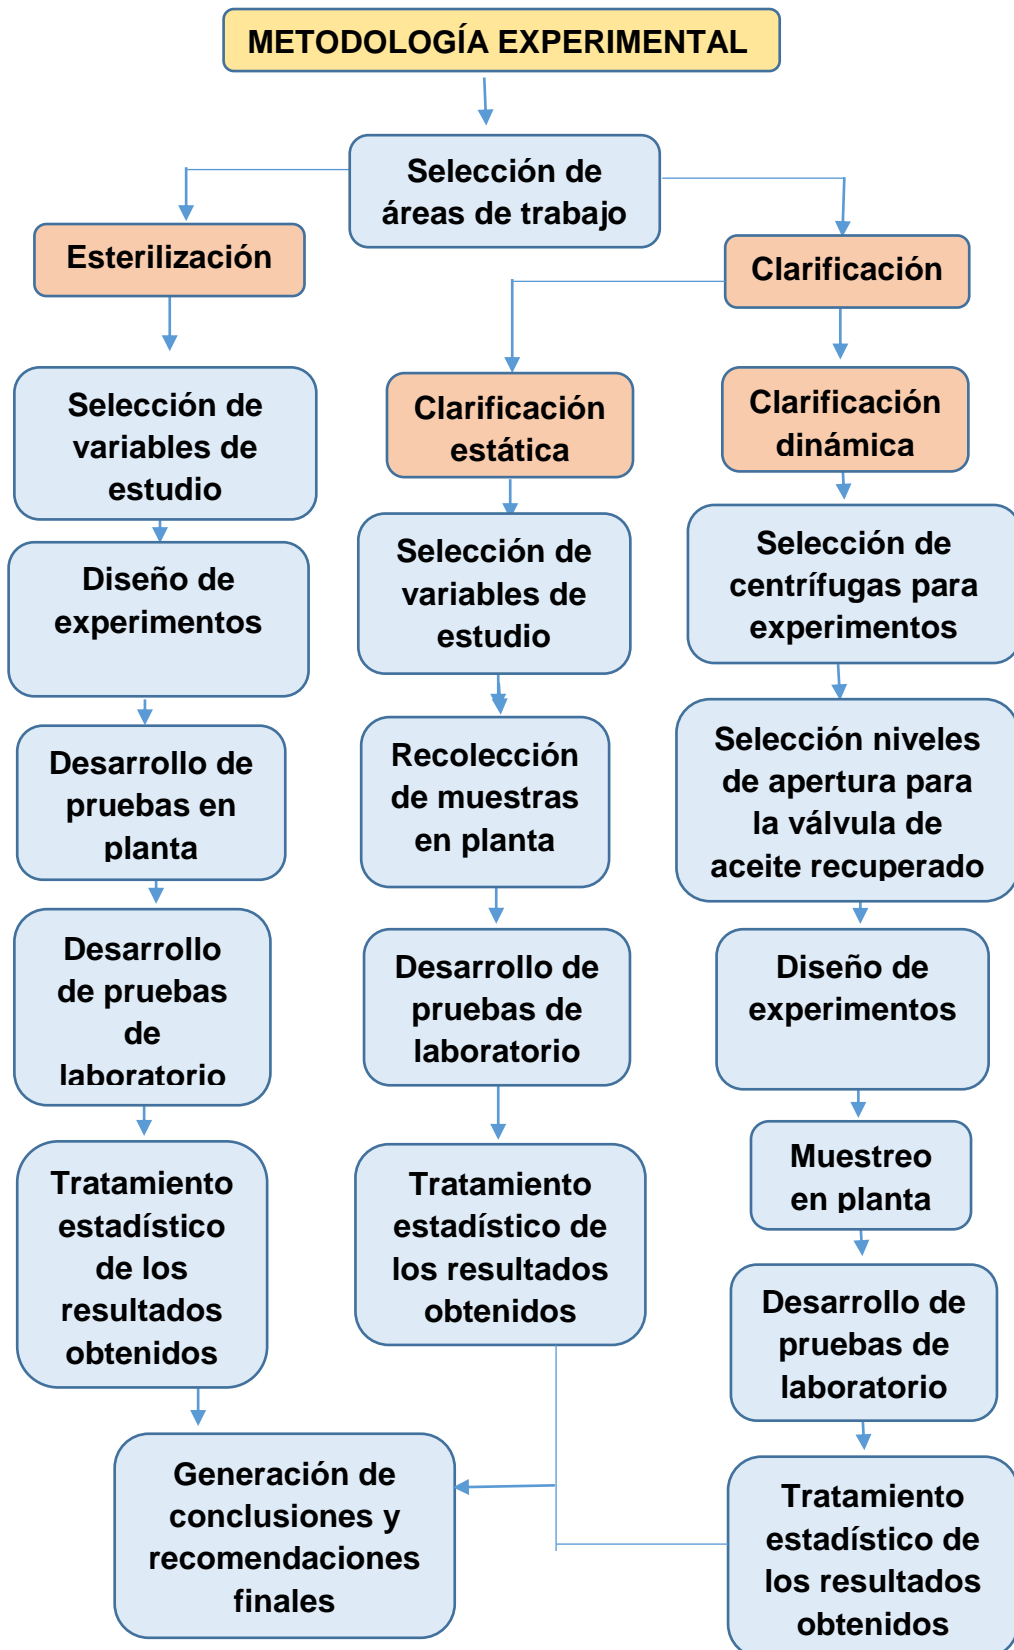 METODOLOGÍA EXPERIMENTAL
Selección de
áreas de trabajo
Esterilización
Clarificación
Selección de
variables de
estudio
Diseño de
experimentos
Desarrollo de
pruebas en
planta
Desarrollo
de pruebas
de
laboratorio
Tratamiento
estadístico
de los
resultados
obtenidos
Clarificación
estática
Selección de
variables de
estudio
Recolección
de muestras
en planta
Desarrollo de
pruebas de
laboratorio
Tratamiento
estadístico de
los resultados
obtenidos
Clarificación
dinámica
Selección de
centrífugas para
experimentos
Selección niveles
de apertura para
la válvula de
aceite recuperado
Diseño de
experimentos
Muestreo
en planta
Desarrollo de
pruebas de
laboratorio
Tratamiento
estadístico de
los resultados
obtenidos
Generación de
conclusiones y
recomendaciones
finales